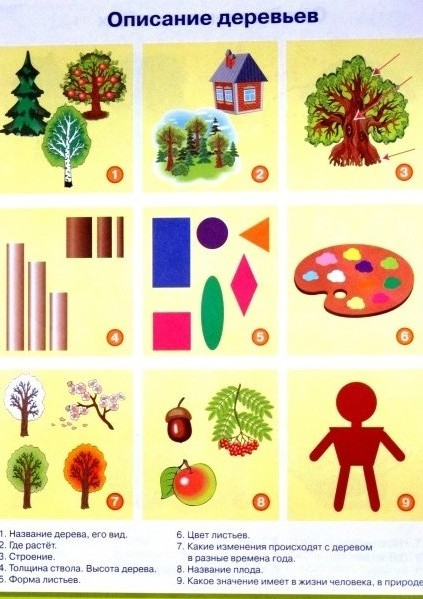 Описание деревьев
1
2
3
4
5
6
7
8
9
1. Название дерева, его вид.
2. Где растёт.
3. Строение.
4. Толщина ствола. Высота дерева.
5. Форма листьев.
6. Цвет листьев.
7. Какие изменения происходят с деревом
в разные времена года.
8. Название плода.
9. Какое значение имеет в жизни человека, в природе